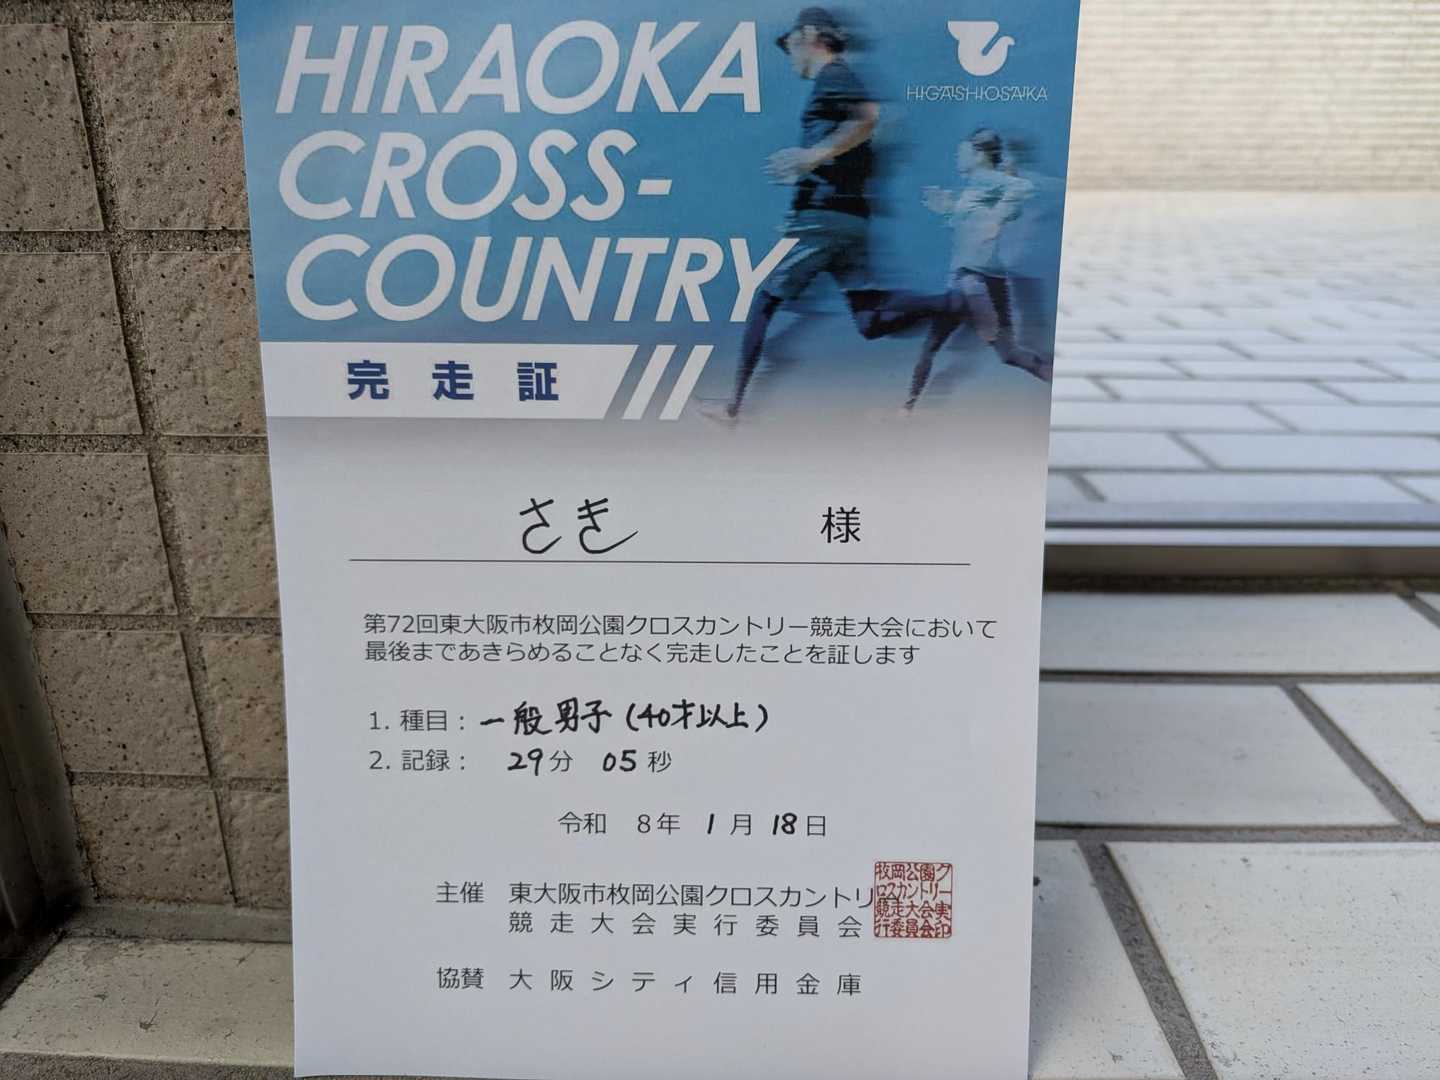 HIRAOKA
CROSS-
COUNTRY
HIGASHIOSAKA
完走証
さき 様
第72回東大阪市枚岡公園クロスカントリー競走大会において
最後まであきらめることなく完走したことを証します
1. 種目： 一般男子(40才以上)
2. 記録： 29分 05秒
令和 8年 1月 18日
主催 東大阪市枚岡公園クロスカントリー
競走大会実行委員会
枚岡公園ク
ロスカントリー
競走大会実
行委員会印
協賛 大阪シティ信用金庫